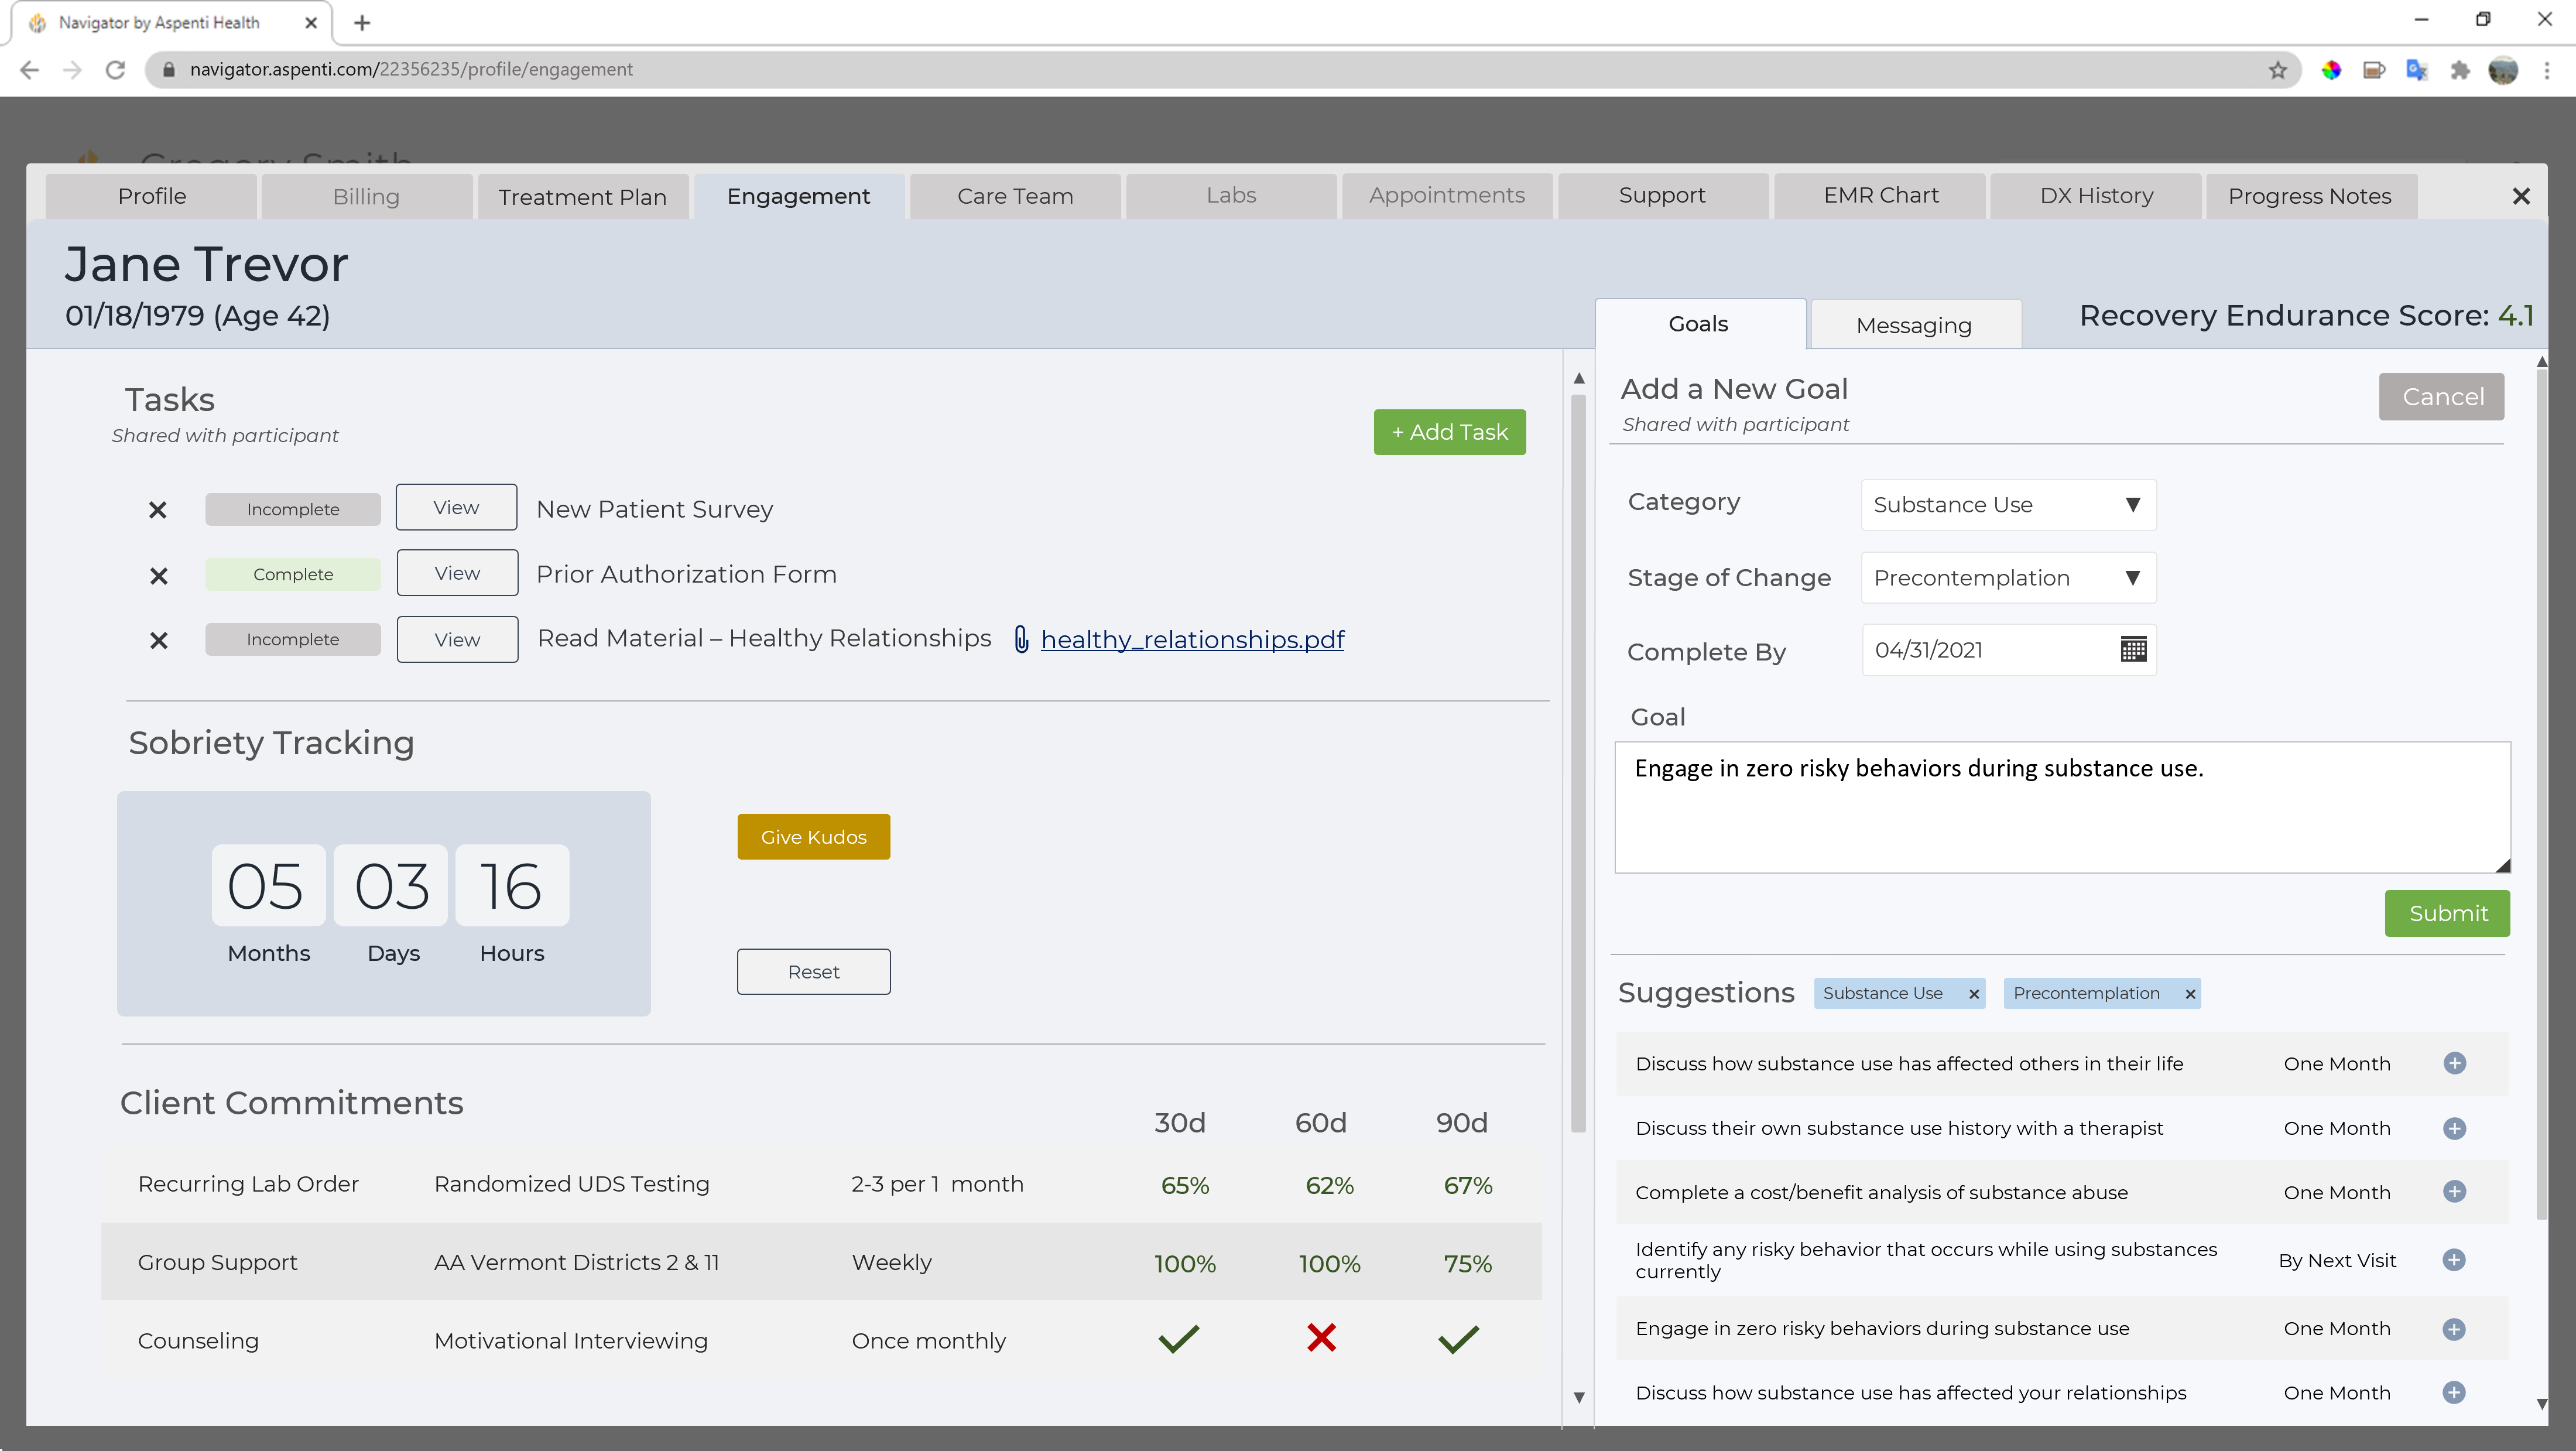 Navigator by Aspenti Health
navigator.aspenti.com/22356235/profile/engagement
Gregory Smith
Profile Billing Treatment Plan Engagement Care Team Labs Appointments Support EMR Chart DX History Progress Notes
Jane Trevor
01/18/1979 (Age 42)
Goals Messaging Recovery Endurance Score: 4.1
Tasks
Shared with participant
+ Add Task
Incomplete View New Patient Survey
Complete View Prior Authorization Form
Incomplete View Read Material – Healthy Relationships healthy_relationships.pdf
Sobriety Tracking
05 03 16
Months Days Hours
Give Kudos
Reset
Client Commitments
30d 60d 90d
Recurring Lab Order Randomized UDS Testing 2-3 per 1 month 65% 62% 67%
Group Support AA Vermont Districts 2 & 11 Weekly 100% 100% 75%
Counseling Motivational Interviewing Once monthly
Add a New Goal
Cancel
Shared with participant
Category Substance Use
Stage of Change Precontemplation
Complete By 04/31/2021
Goal
Engage in zero risky behaviors during substance use.
Submit
Suggestions Substance Use Precontemplation
Discuss how substance use has affected others in their life One Month
Discuss their own substance use history with a therapist One Month
Complete a cost/benefit analysis of substance abuse One Month
Identify any risky behavior that occurs while using substances
currently By Next Visit
Engage in zero risky behaviors during substance use One Month
Discuss how substance use has affected your relationships One Month